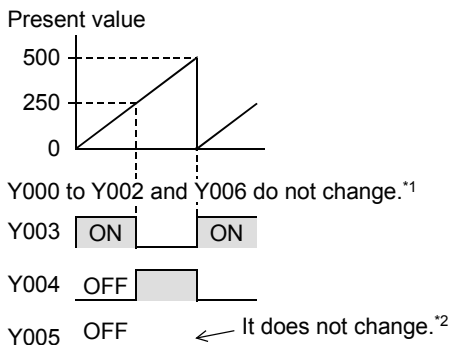 Present value
500
250
0
Y000 to Y002 and Y006 do not change.*1
Y003 ON ON
Y004 OFF
Y005 OFF It does not change.*2